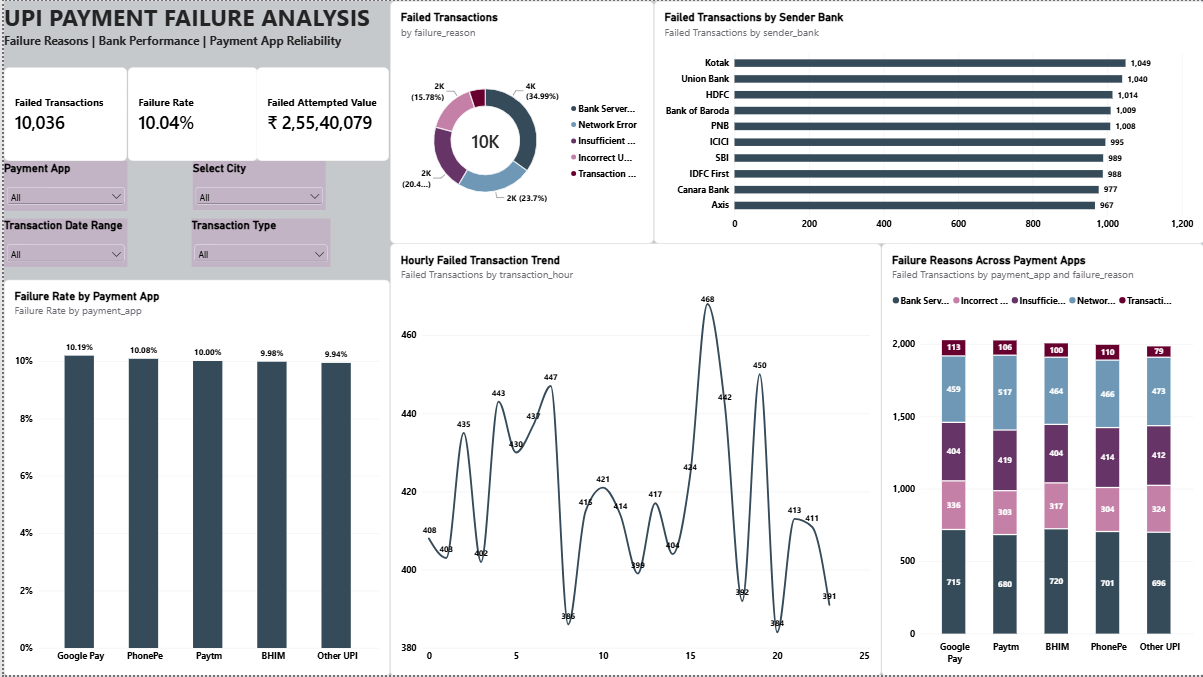 UPI PAYMENT FAILURE ANALYSIS
Failure Reasons | Bank Performance | Payment App Reliability
Failed Transactions
10,036
Failure Rate
10.04%
Failed Attempted Value
₹ 2,55,40,079
Payment App
All
Select City
All
Transaction Date Range
All
Transaction Type
All
Failed Transactions
by failure_reason
4K
(34.99%)
2K (23.7%)
2K
(20.4...)
2K
(15.78%)
10K
Bank Server...
Network Error
Insufficient ...
Incorrect U...
Transaction ...
Failed Transactions by Sender Bank
Failed Transactions by sender_bank
Kotak 1,049
Union Bank 1,040
HDFC 1,014
Bank of Baroda 1,009
PNB 1,008
ICICI 995
SBI 989
IDFC First 988
Canara Bank 977
Axis 967
0 200 400 600 800 1,000 1,200
Failure Rate by Payment App
Failure Rate by payment_app
10.19% 10.08% 10.00% 9.98% 9.94%
10%
8%
6%
4%
2%
0%
Google Pay PhonePe Paytm BHIM Other UPI
Hourly Failed Transaction Trend
Failed Transactions by transaction_hour
460
440
420
400
380
408 403 435 402 443 430 437 447 386 415 421 414 399 417 404 424 468 442 392 450 384 413 411 391
0 5 10 15 20 25
Failure Reasons Across Payment Apps
Failed Transactions by payment_app and failure_reason
Bank Serv... Incorrect ... Insufficie... Networ... Transacti...
2,000
1,500
1,000
500
0
113 106 100 110 79
459 517 464 466 473
404 419 404 414 412
336 303 317 304 324
715 680 720 701 696
Google Pay Paytm BHIM PhonePe Other UPI